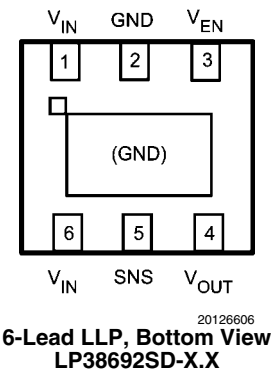 VIN GND VEN
1 2 3
(GND)
6 5 4
VIN SNS VOUT
20126606
6-Lead LLP, Bottom View
LP38692SD-X.X